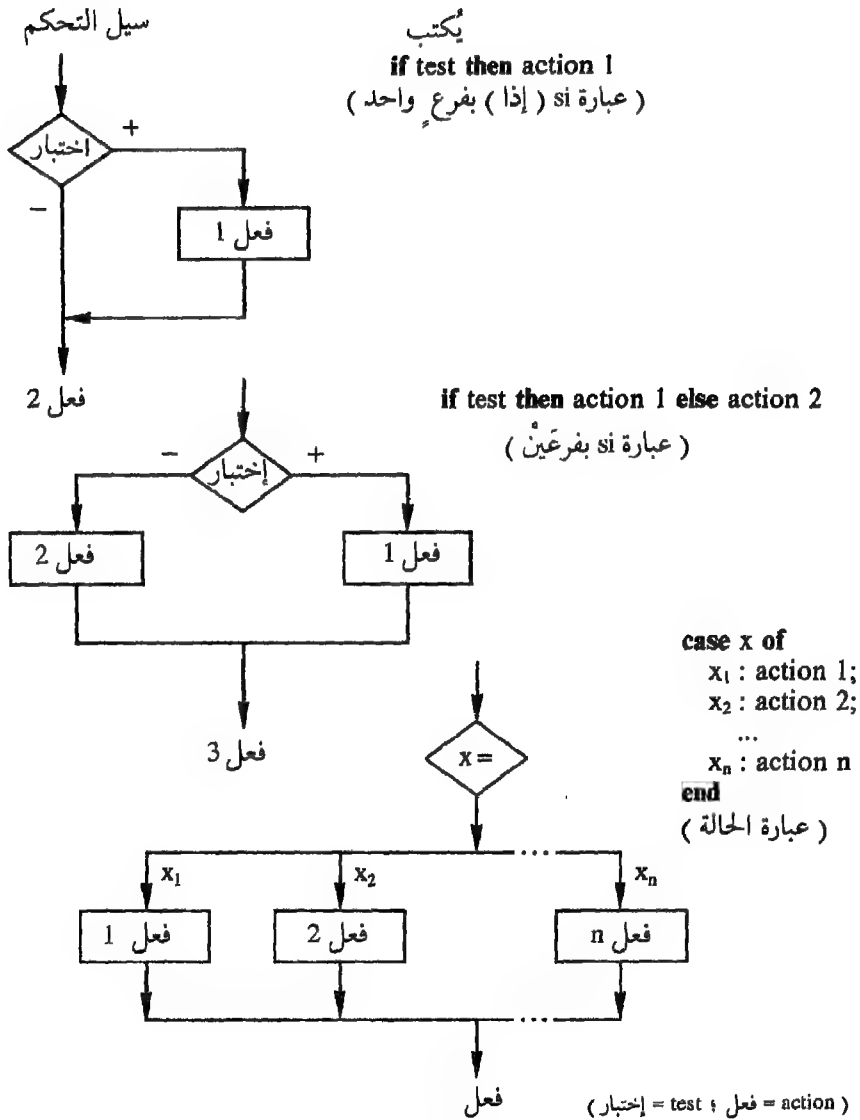 سيل التحكم
يُكتب
if test then action 1
( عبارة si ( إذا ) بفرعٍ واحد )
اختبار
+
−
فعل 1
فعل 2
if test then action 1 else action 2
( عبارة si بفرعَينْ )
إختبار
−
+
فعل 2
فعل 1
فعل 3
case x of
x₁ : action 1;
x₂ : action 2;
...
xₙ : action n
end
( عبارة الحالة )
x =
...
x₁
x₂
xₙ
فعل 1
فعل 2
فعل n
...
فعل
( action = فعل ؛ test = إختبار )